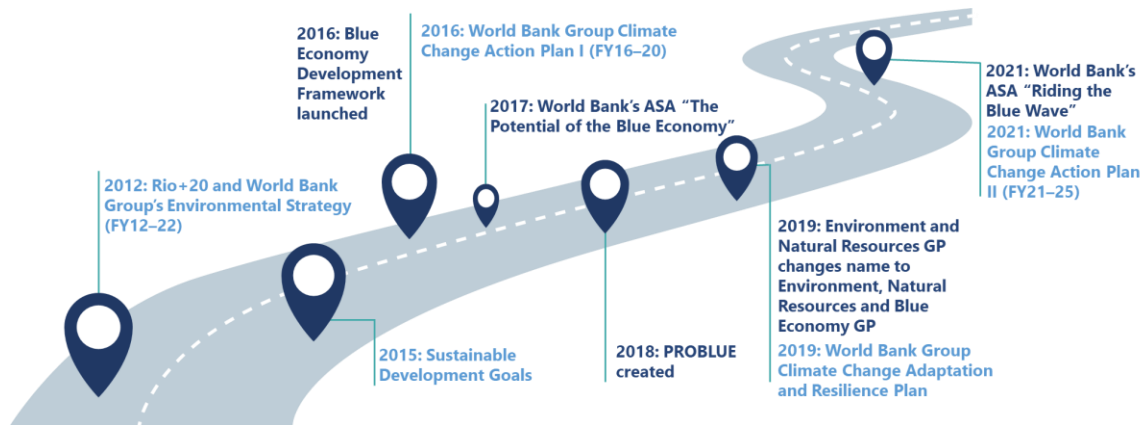 2012: Rio+20 and World Bank
Group's Environmental Strategy
(FY12–22)
2015: Sustainable
Development Goals
2016: Blue
Economy
Development
Framework
launched
2016: World Bank Group Climate
Change Action Plan I (FY16–20)
2017: World Bank's ASA “The
Potential of the Blue Economy”
2018: PROBLUE
created
2019: Environment and
Natural Resources GP
changes name to
Environment, Natural
Resources and Blue
Economy GP
2019: World Bank Group
Climate Change Adaptation
and Resilience Plan
2021: World Bank's
ASA “Riding the
Blue Wave”
2021: World Bank
Group Climate
Change Action Plan
II (FY21–25)